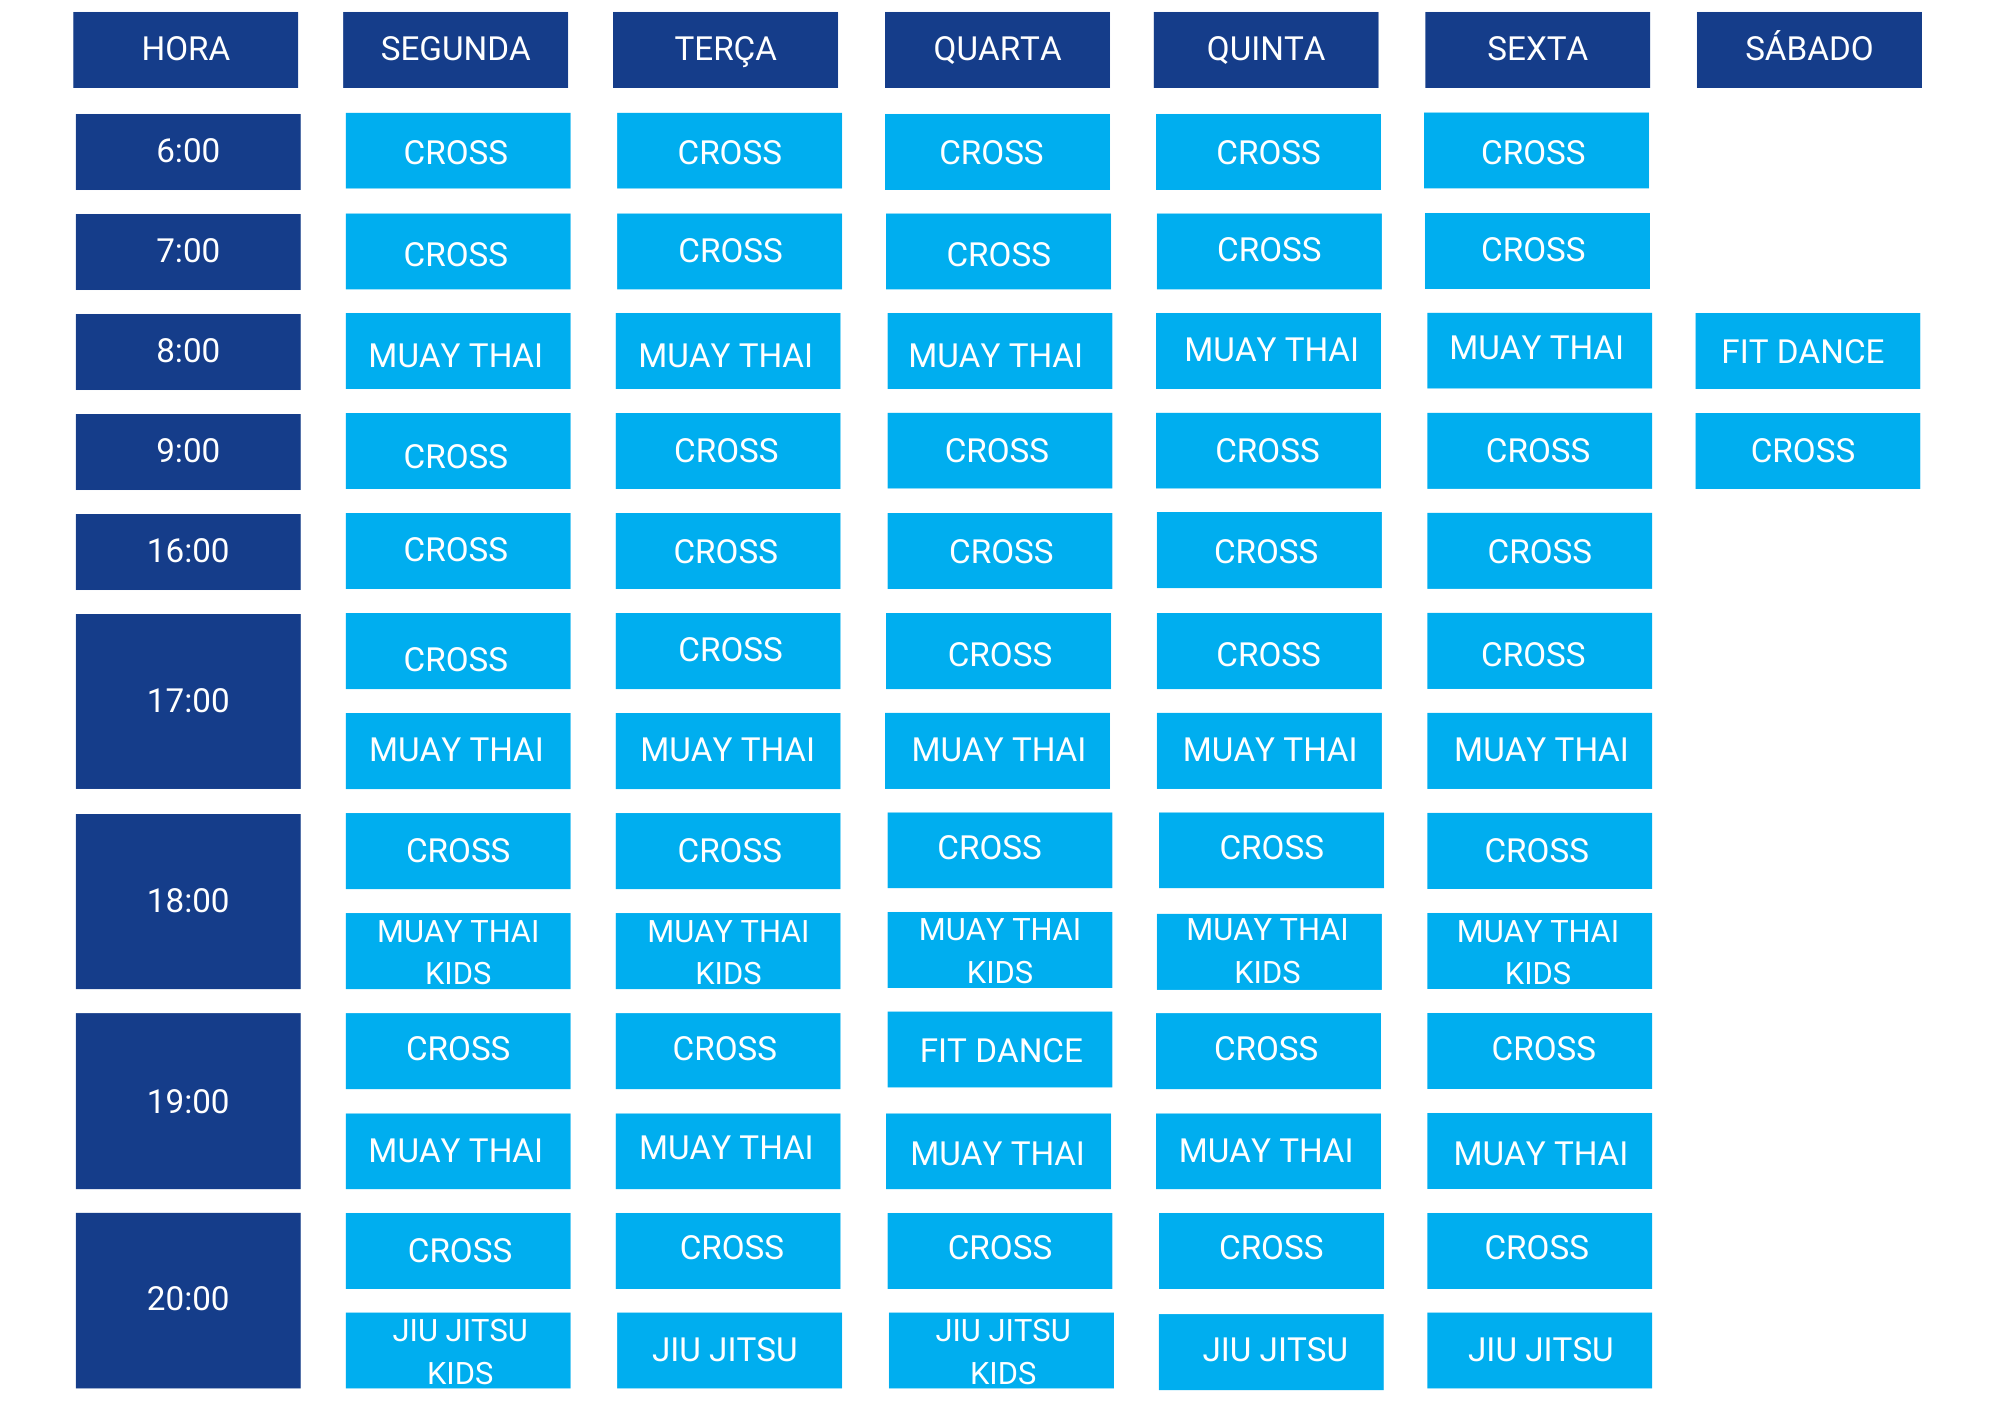 HORA SEGUNDA TERÇA QUARTA QUINTA SEXTA SÁBADO
6:00 CROSS CROSS CROSS CROSS CROSS
7:00 CROSS CROSS CROSS CROSS CROSS
8:00 MUAY THAI MUAY THAI MUAY THAI MUAY THAI MUAY THAI FIT DANCE
9:00 CROSS CROSS CROSS CROSS CROSS CROSS
16:00 CROSS CROSS CROSS CROSS CROSS
17:00
CROSS CROSS CROSS CROSS CROSS
MUAY THAI MUAY THAI MUAY THAI MUAY THAI MUAY THAI
18:00
CROSS CROSS CROSS CROSS CROSS
MUAY THAI MUAY THAI MUAY THAI MUAY THAI MUAY THAI
KIDS KIDS KIDS KIDS KIDS
19:00
CROSS CROSS FIT DANCE CROSS CROSS
MUAY THAI MUAY THAI MUAY THAI MUAY THAI MUAY THAI
20:00
CROSS CROSS CROSS CROSS CROSS
JIU JITSU JIU JITSU JIU JITSU JIU JITSU JIU JITSU
KIDS KIDS